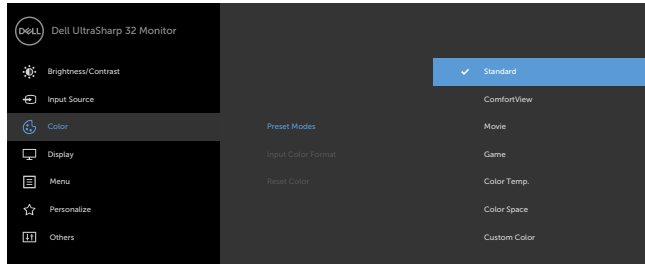 DELL Dell UltraSharp 32 Monitor
Brightness/Contrast
Standard
Input Source
ComfortView
Color
Preset Modes
Movie
Display
Input Color Format
Game
Menu
Reset Color
Color Temp.
Personalize
Color Space
Others
Custom Color